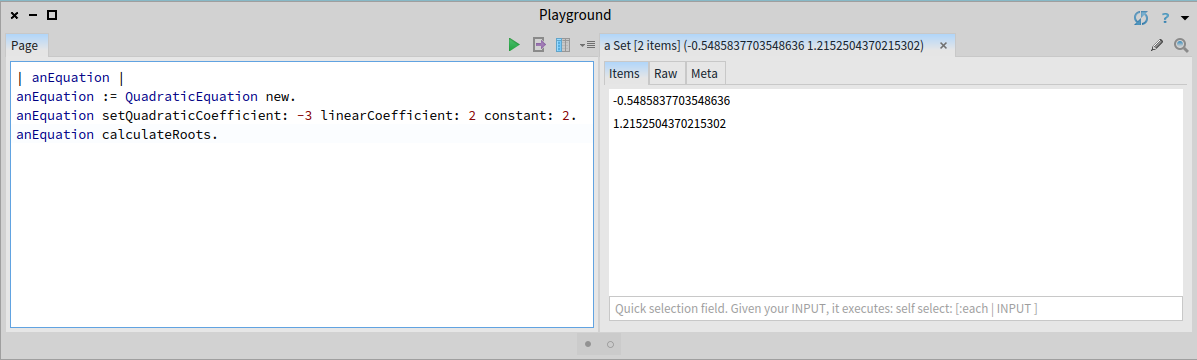 Playground
?
Page
| anEquation |
anEquation := QuadraticEquation new.
anEquation setQuadraticCoefficient: -3 linearCoefficient: 2 constant: 2.
anEquation calculateRoots.
a Set [2 items] (-0.5485837703548636 1.2152504370215302)
Items Raw Meta
-0.5485837703548636
1.2152504370215302
Quick selection field. Given your INPUT, it executes: self select: [:each | INPUT ]